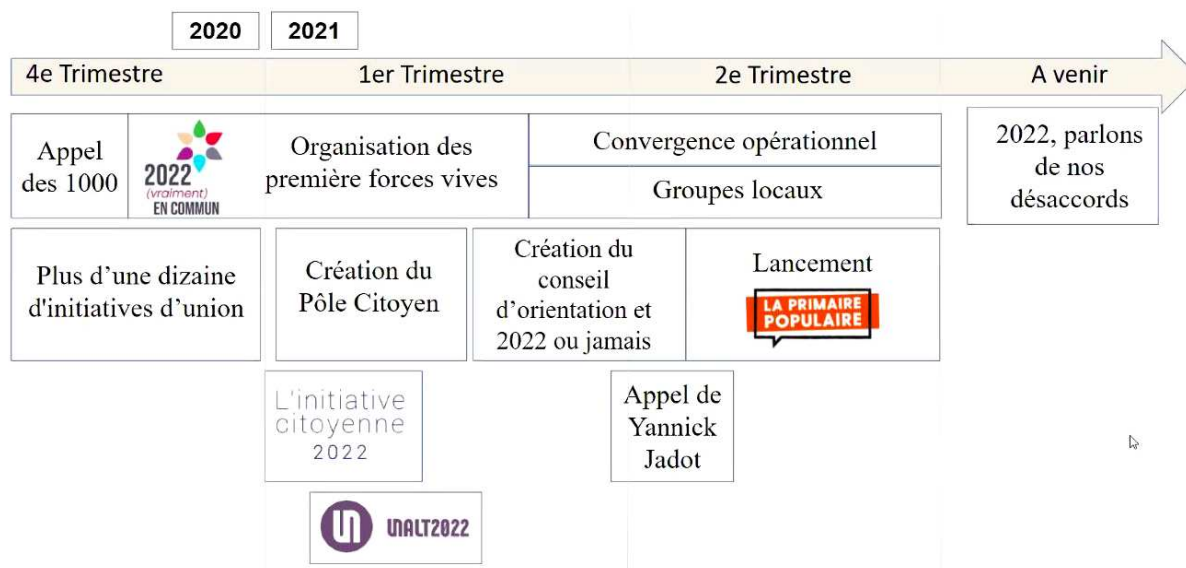 2020
2021
4e Trimestre
1er Trimestre
2e Trimestre
A venir
Appel
des 1000
2022
(vraiment)
EN COMMUN
Organisation des
première forces vives
Convergence opérationnel
Groupes locaux
2022, parlons
de nos
désaccords
Plus d’une dizaine
d'initiatives d’union
Création du
Pôle Citoyen
Création du
conseil
d’orientation et
2022 ou jamais
Lancement
LA PRIMAIRE
POPULAIRE
L'initiative
citoyenne
2022
Appel de
Yannick
Jadot
UNALT2022